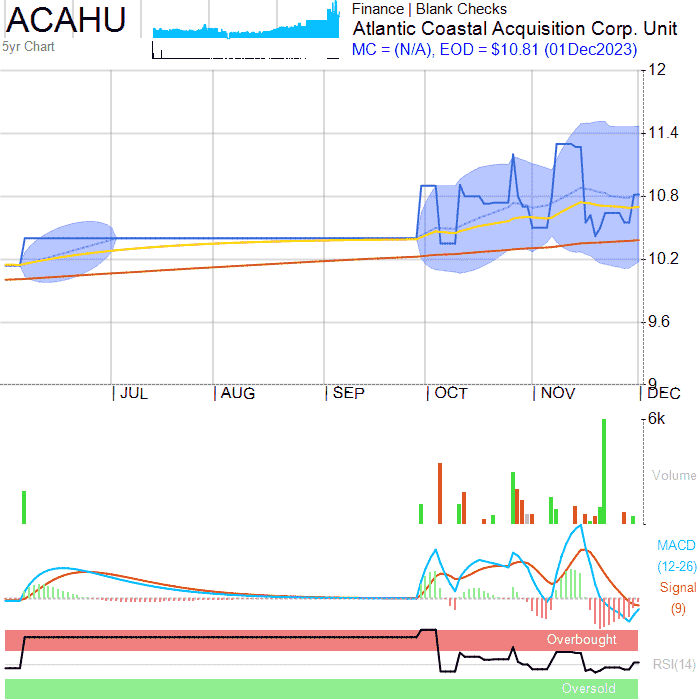 ACAHU
5yr Chart
Finance | Blank Checks
Atlantic Coastal Acquisition Corp. Unit
MC = (N/A), EOD = $10.81 (01Dec2023)
12
11.4
10.8
10.2
9.6
9
JUL AUG SEP OCT NOV DEC
6k
Volume
MACD
(12-26)
Signal
(9)
Overbought
RSI(14)
Oversold